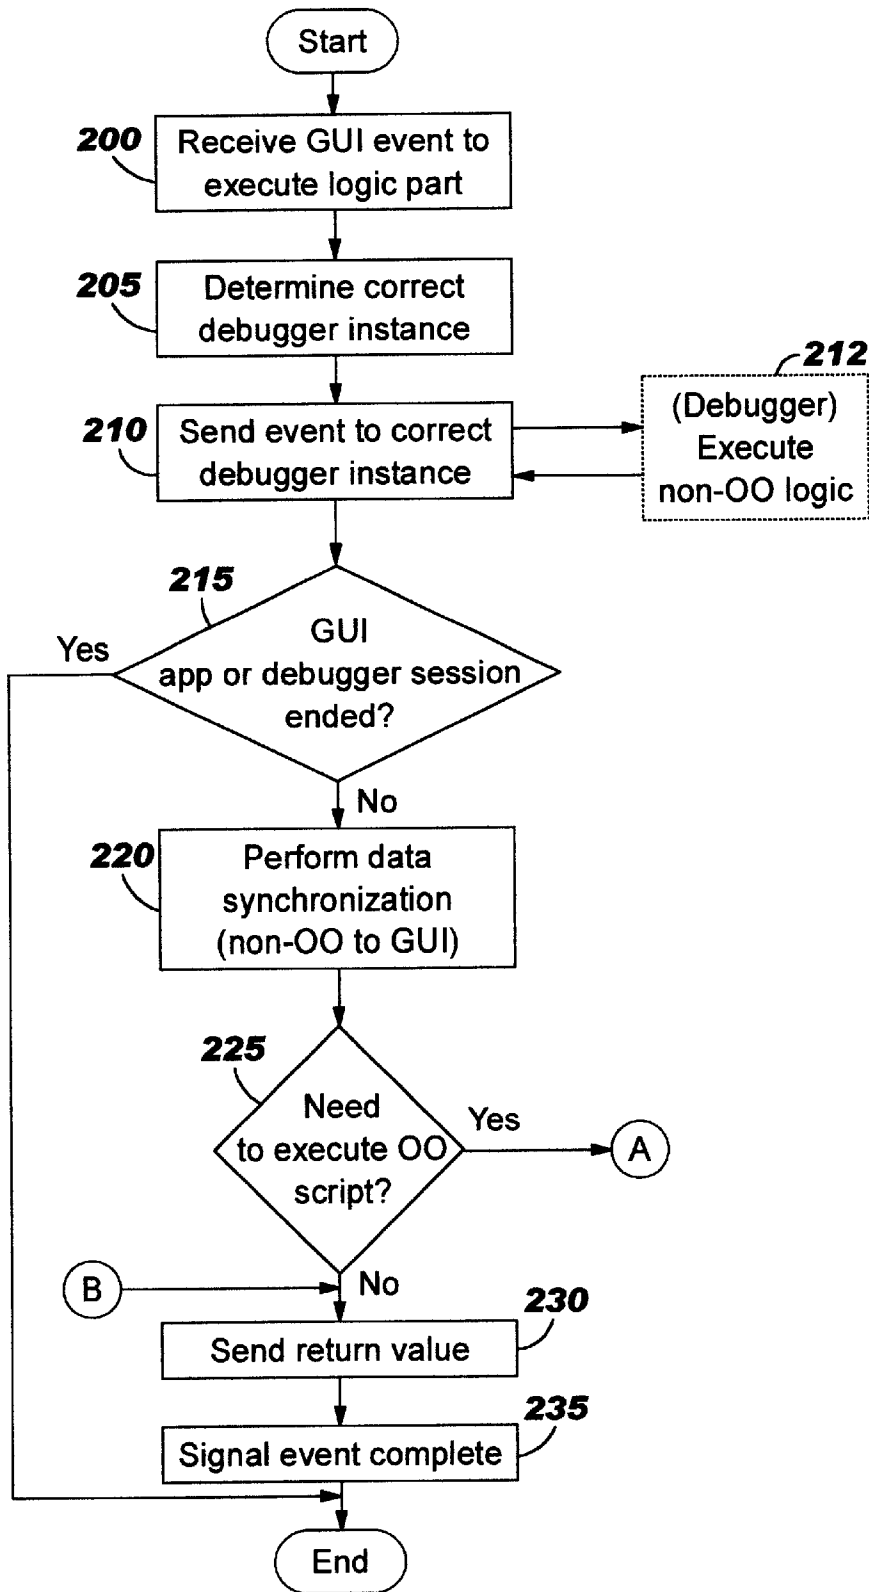 Start
200
Receive GUI event to
execute logic part
205
Determine correct
debugger instance
212
(Debugger)
Execute
non-OO logic
210
Send event to correct
debugger instance
215
GUI
app or debugger session
ended?
Yes
No
220
Perform data
synchronization
(non-OO to GUI)
225
Need
to execute OO
script?
Yes
A
B
No
230
Send return value
235
Signal event complete
End